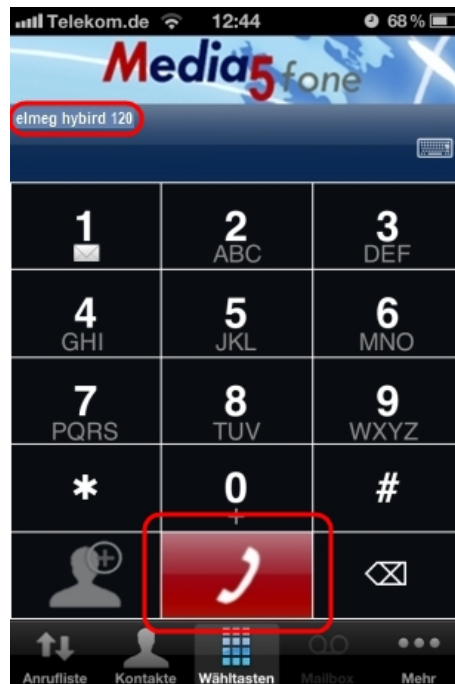 Telekom.de 12:44 68 %
Media5fone
elmeg hybird 120
1 2 3
ABC DEF
4 5 6
GHI JKL MNO
7 8 9
PQRS TUV WXYZ
* 0 #
+
Anrufliste Kontakte Wähltasten Mailbox Mehr